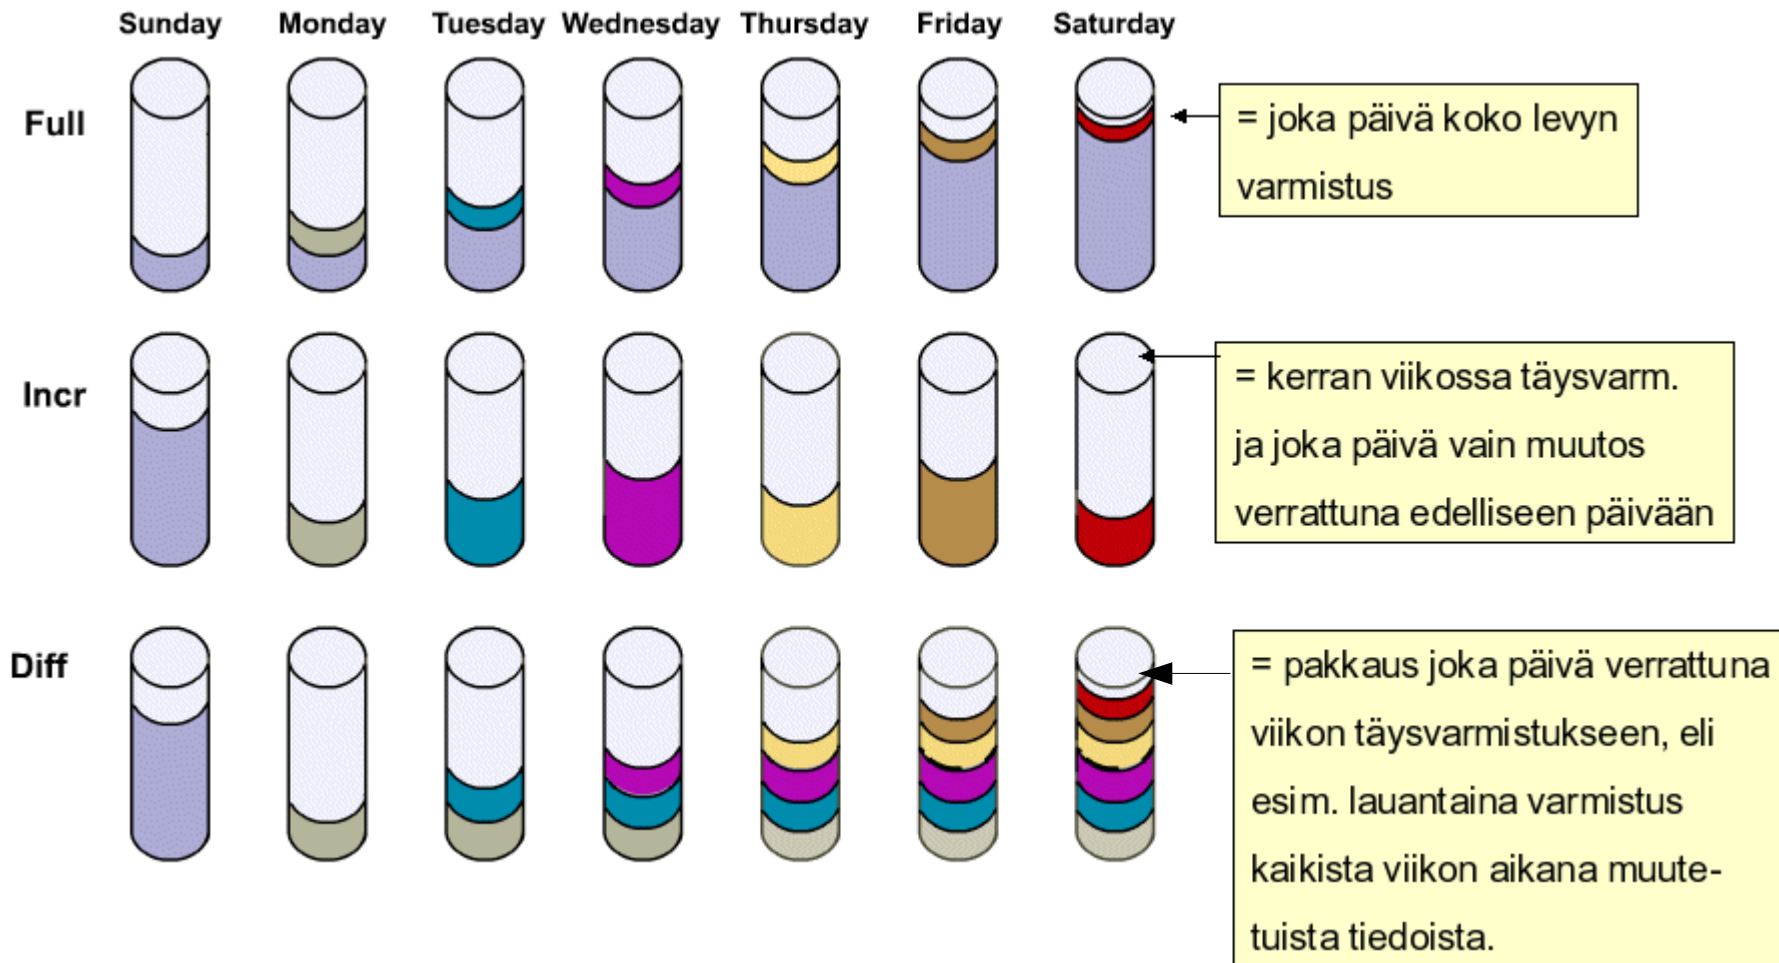 Sunday Monday Tuesday Wednesday Thursday Friday Saturday
Full
= joka päivä koko levyn
varmistus
Incr
= kerran viikossa täysvarm.
ja joka päivä vain muutos
verrattuna edelliseen päivään
Diff
= pakkaus joka päivä verrattuna
viikon täysvarmistukseen, eli
esim. lauantaina varmistus
kaikista viikon aikana muute-
tuista tiedoista.